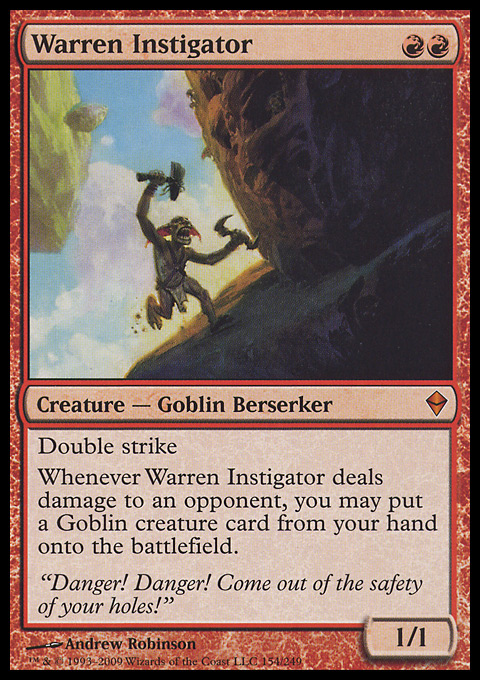 Warren Instigator
Creature — Goblin Berserker
Double strike
Whenever Warren Instigator deals
damage to an opponent, you may put
a Goblin creature card from your hand
onto the battlefield.
“Danger! Danger! Come out of the safety
of your holes!”
1/1
Andrew Robinson
™ & © 1993–2009 Wizards of the Coast LLC 154/249